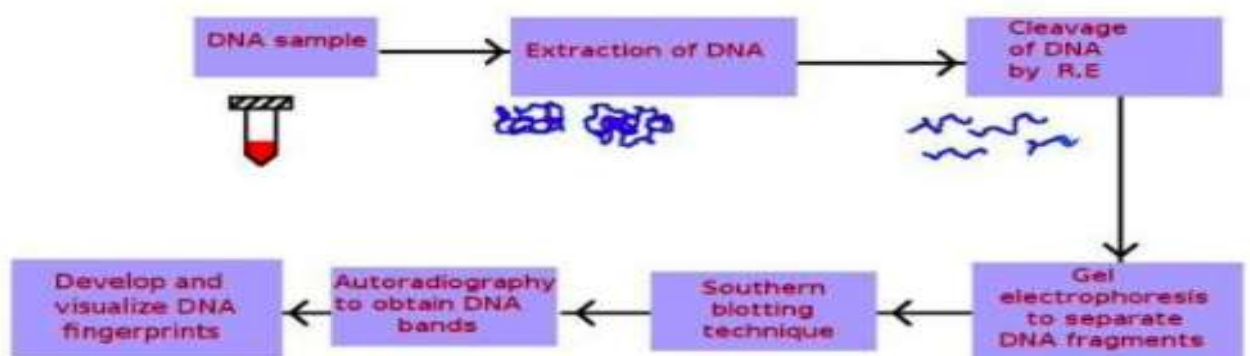 DNA sample
Extraction of DNA
Cleavage
of DNA
by R.E
Gel
electrophoresis
to separate
DNA fragments
Southern
blotting
technique
Autoradiography
to obtain DNA
bands
Develop and
visualize DNA
fingerprints